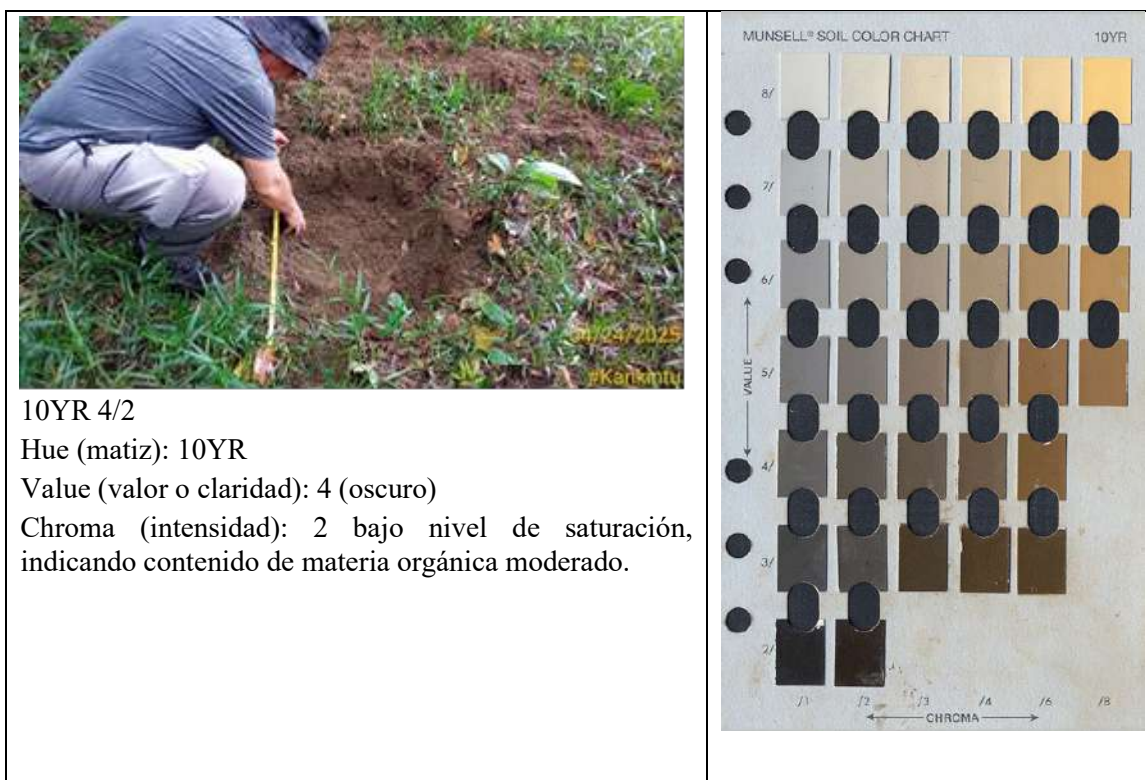 04/24/2025
#Kankintu
10YR 4/2
Hue (matiz): 10YR
Value (valor o claridad): 4 (oscuro)
Chroma (intensidad): 2 bajo nivel de saturación,
indicando contenido de materia orgánica moderado.
MUNSELL® SOIL COLOR CHART 10YR
8/
7/
6/
5/
4/
3/
2/
VALUE
/1 /2 /3 /4 /6 /8
CHROMA